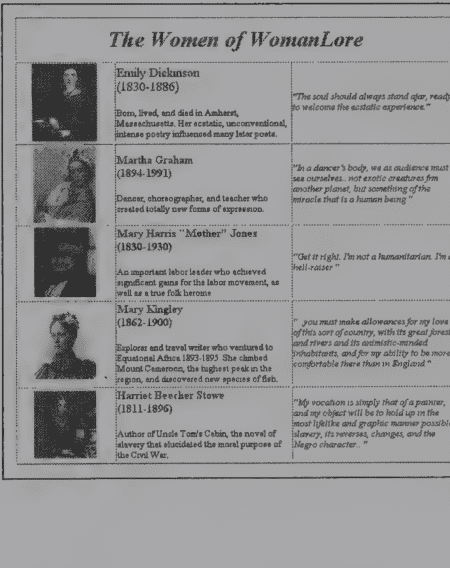 The Women of WomanLore
Emily Dickinson
(1830-1886)
Born, lived, and died in Amherst,
Massachusetts. Her ecstatic, unconventional,
intense poetry influenced many later poets.
"The soul should always stand ajar, ready
to welcome the ecstatic experience."
Martha Graham
(1894-1991)
Dancer, choreographer, and teacher who
created totally new forms of expression.
"In a dancer's body, we as audience must
see ourselves.. not exotic creatures frm
another planet, but something of the
miracle that is a human being "
Mary Harris "Mother" Jones
(1830-1930)
An important labor leader who achieved
significant gains for the labor movement, as
well as a true folk heroine
"Get it right. I'm not a humanitarian. I'm a
hell-raiser "
Mary Kingley
(1862-1900)
Explorer and travel writer who ventured to
Equatorial Africa 1893-1895 She climbed
Mount Cameroon, the highest peak in the
region, and discovered new species of fish.
" you must make allowances for my love
of this sort of country, with its great forests
and rivers and its animistic-minded
inhabitants, and for my ability to be more
comfortable there than in England "
Harriet Beecher Stowe
(1811-1896)
Author of Uncle Tom's Cabin, the novel of
slavery that elucidated the moral purpose of
the Civil War.
"My vocation is simply that of a painter,
and my object will be to hold up in the
most lifelike and graphic manner possible
slavery, its reverses, changes, and the
Negro character.. "